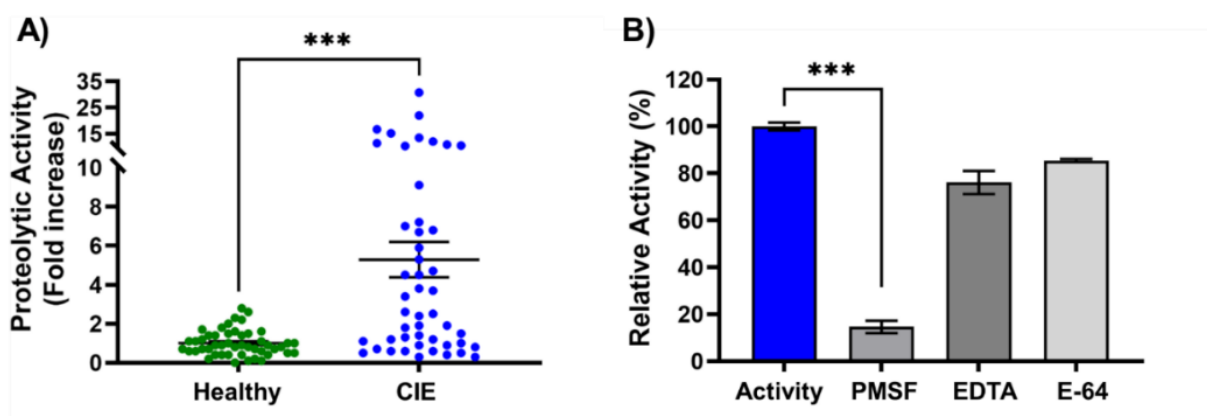 A)
***
Proteolytic Activity
(Fold increase)
35
25
15
10
8
6
4
2
0
Healthy
CIE
B)
***
Relative Activity (%)
120
100
80
60
40
20
0
Activity
PMSF
EDTA
E-64